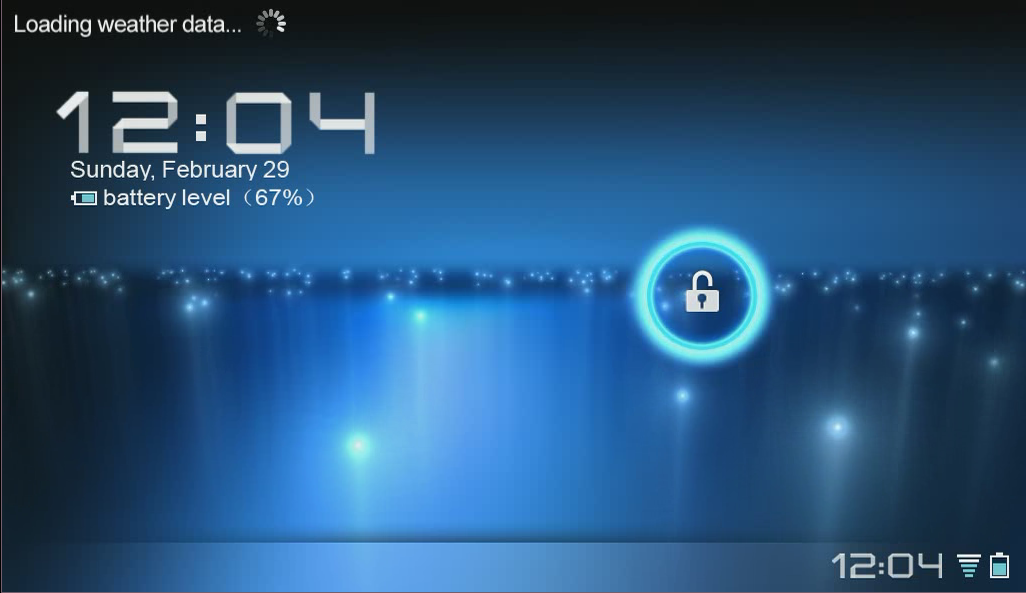 Loading weather data...
12:04
Sunday, February 29
battery level（67%）
12:04